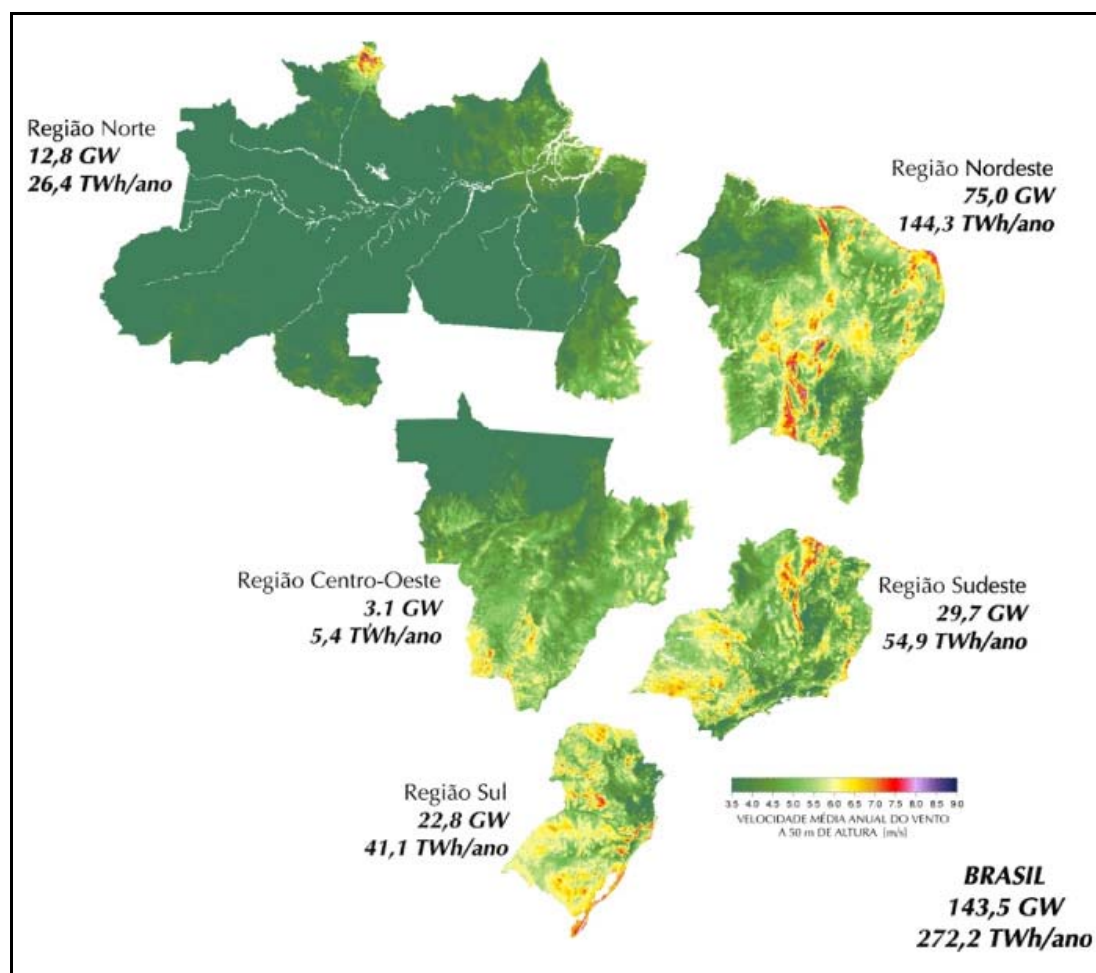 Região Norte
12,8 GW
26,4 TWh/ano
Região Nordeste
75,0 GW
144,3 TWh/ano
Região Centro-Oeste
3.1 GW
5,4 TWh/ano
Região Sudeste
29,7 GW
54,9 TWh/ano
Região Sul
22,8 GW
41,1 TWh/ano
3.5 4.0 4.5 5.0 5.5 6.0 6.5 7.0 7.5 8.0 8.5 9.0
VELOCIDADE MÉDIA ANUAL DO VENTO
A 50 m DE ALTURA [m/s]
BRASIL
143,5 GW
272,2 TWh/ano